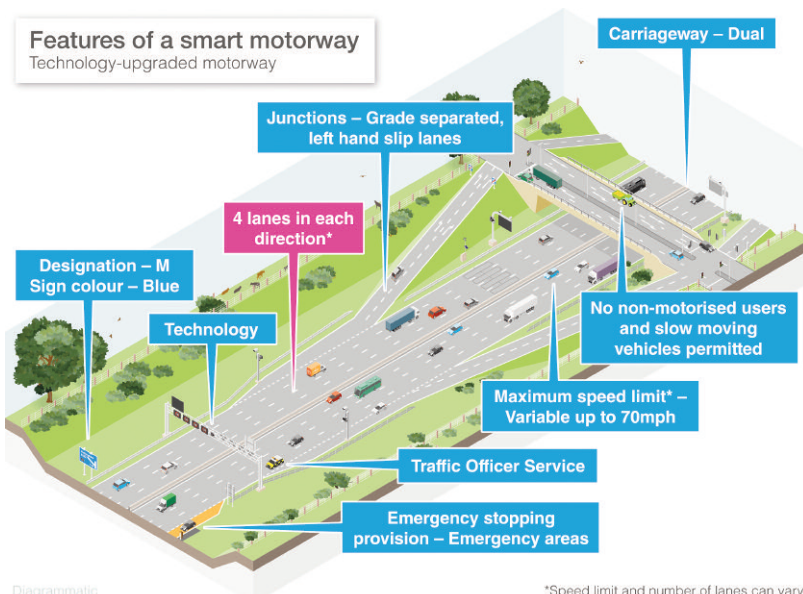 Features of a smart motorway
Technology-upgraded motorway
Carriageway – Dual
Junctions – Grade separated,
left hand slip lanes
4 lanes in each
direction*
Designation – M
Sign colour – Blue
Technology
No non-motorised users
and slow moving
vehicles permitted
Maximum speed limit* –
Variable up to 70mph
Traffic Officer Service
Emergency stopping
provision – Emergency areas
Diagrammatic
*Speed limit and number of lanes can vary